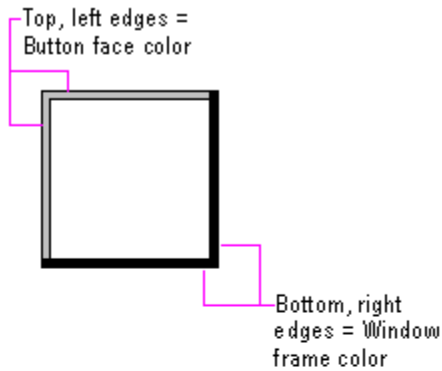 Top, left edges =
Button face color
Bottom, right
edges = Window
frame color